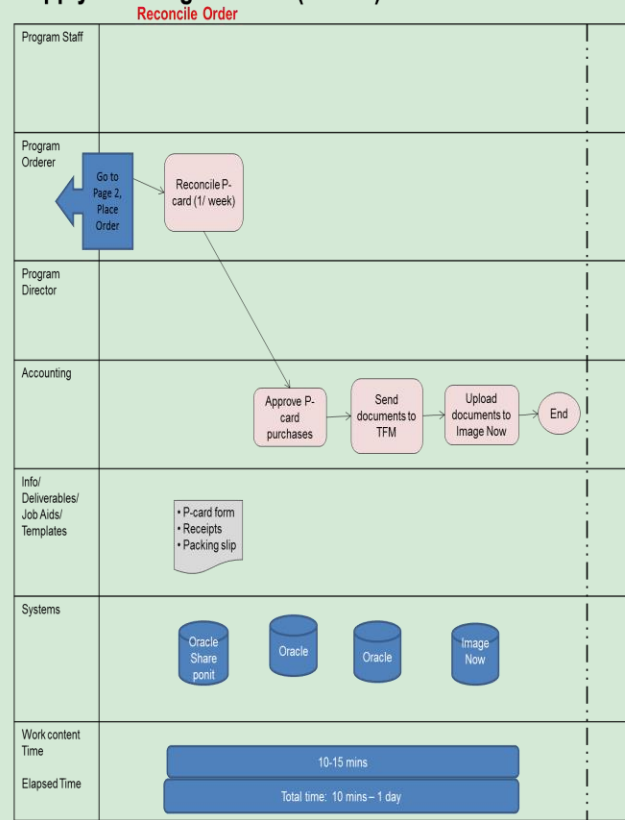 Reconcile Order
Program Staff
Program
Orderer
Go to
Page 2,
Place
Order
Reconcile P-
card (1/ week)
Program
Director
Accounting
Approve P-
card
purchases
Send
documents to
TFM
Upload
documents to
Image Now
End
Info/
Deliverables/
Job Aids/
Templates
• P-card form
• Receipts
• Packing slip
Systems
Oracle
Share
ponit
Oracle
Oracle
Image
Now
Work content
Time
10-15 mins
Elapsed Time
Total time: 10 mins – 1 day